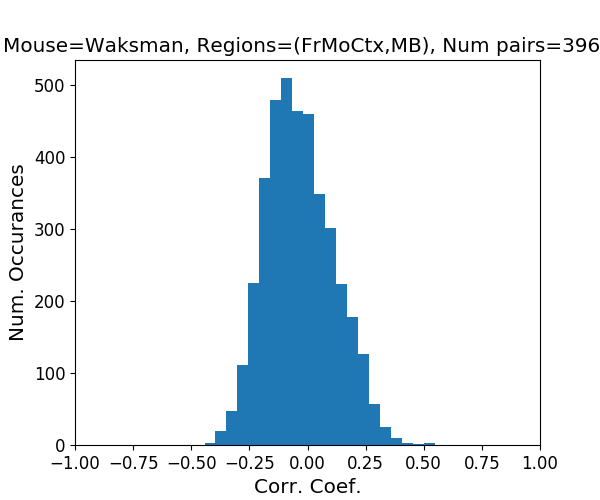 Mouse=Waksman, Regions=(FrMoCtx,MB), Num pairs=396
500
400
300
200
100
0
Num. Occurances
−1.00 −0.75 −0.50 −0.25 0.00 0.25 0.50 0.75 1.00
Corr. Coef.